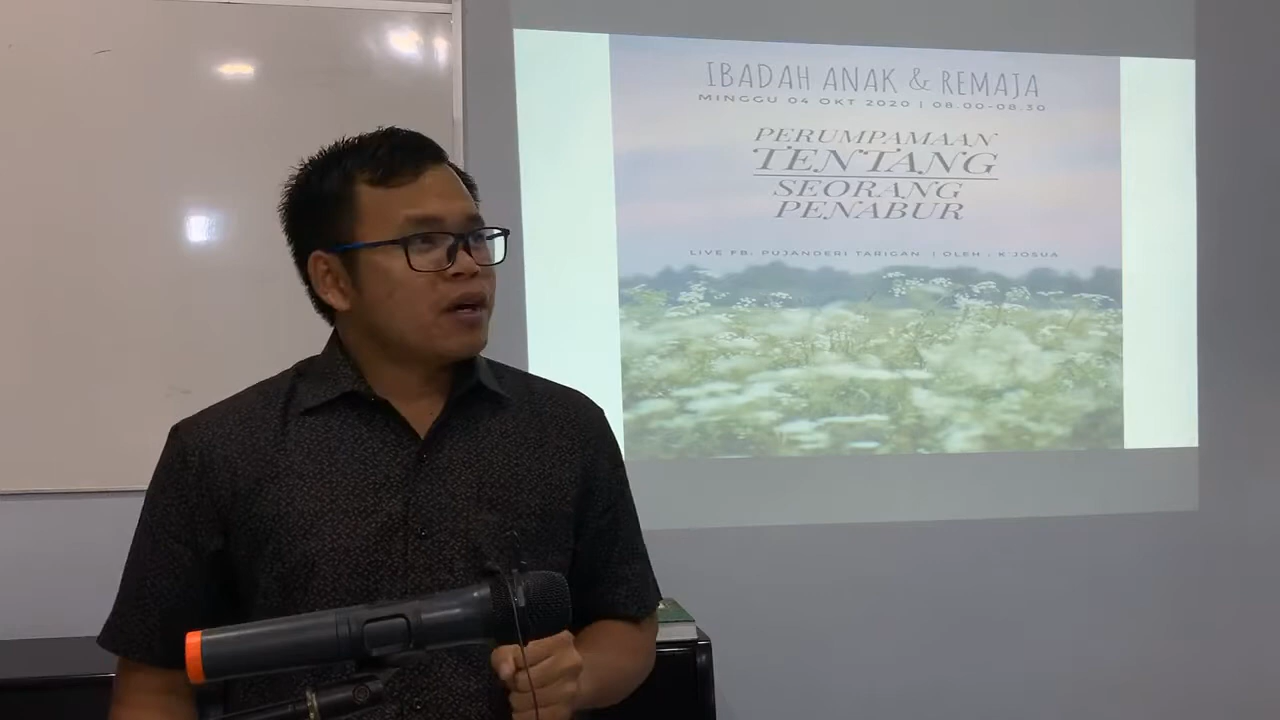 IBADAH ANAK & REMAJA
MINGGU 04 OKT 2020 | 08.00-08.30
PERUMPAMAAN
TENTANG
SEORANG
PENABUR
LIVE FB: PUJANDERI TARIGAN | OLEH : K'JOSUA